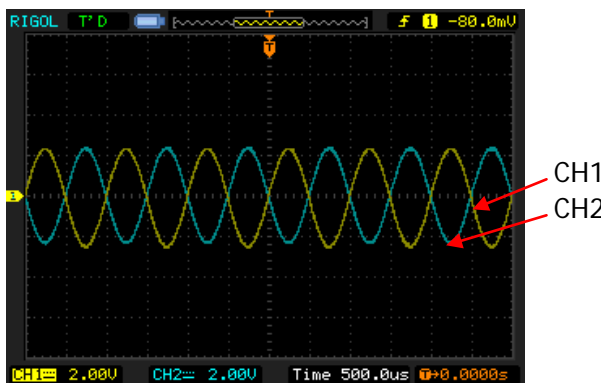 RIGOL T'D T f 1 -80.0mV
T
1
CH1
CH2
CH1 2.00V CH2 2.00V Time 500.0us T→0.0000s